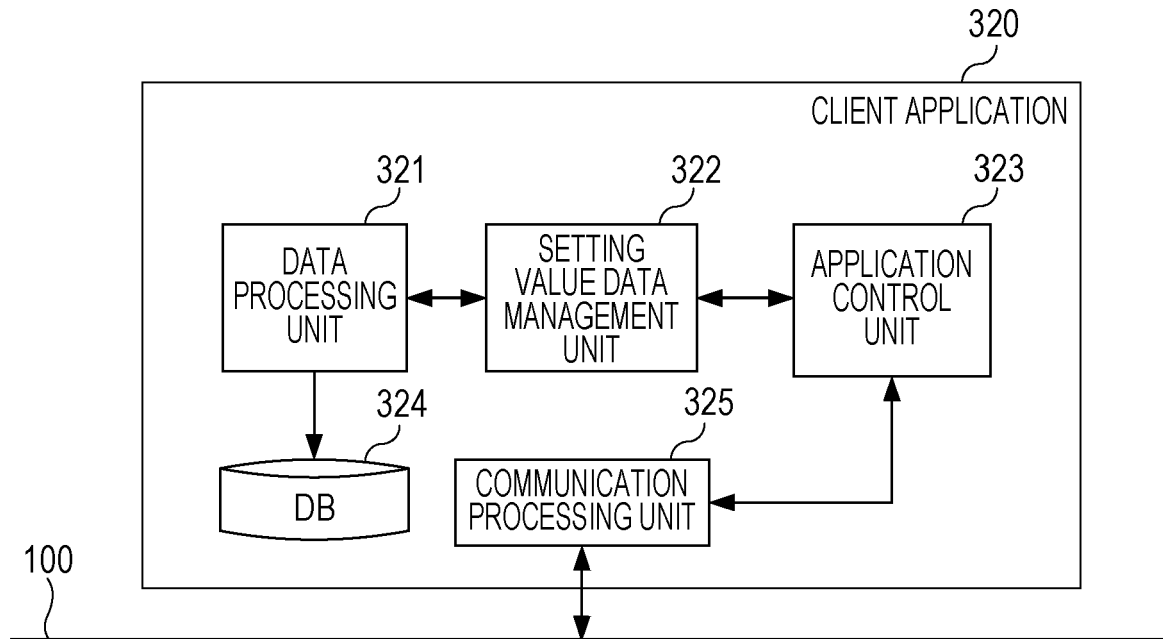 320
CLIENT APPLICATION
321
322
323
DATA
PROCESSING
UNIT
SETTING
VALUE DATA
MANAGEMENT
UNIT
APPLICATION
CONTROL
UNIT
324
325
DB
COMMUNICATION
PROCESSING UNIT
100